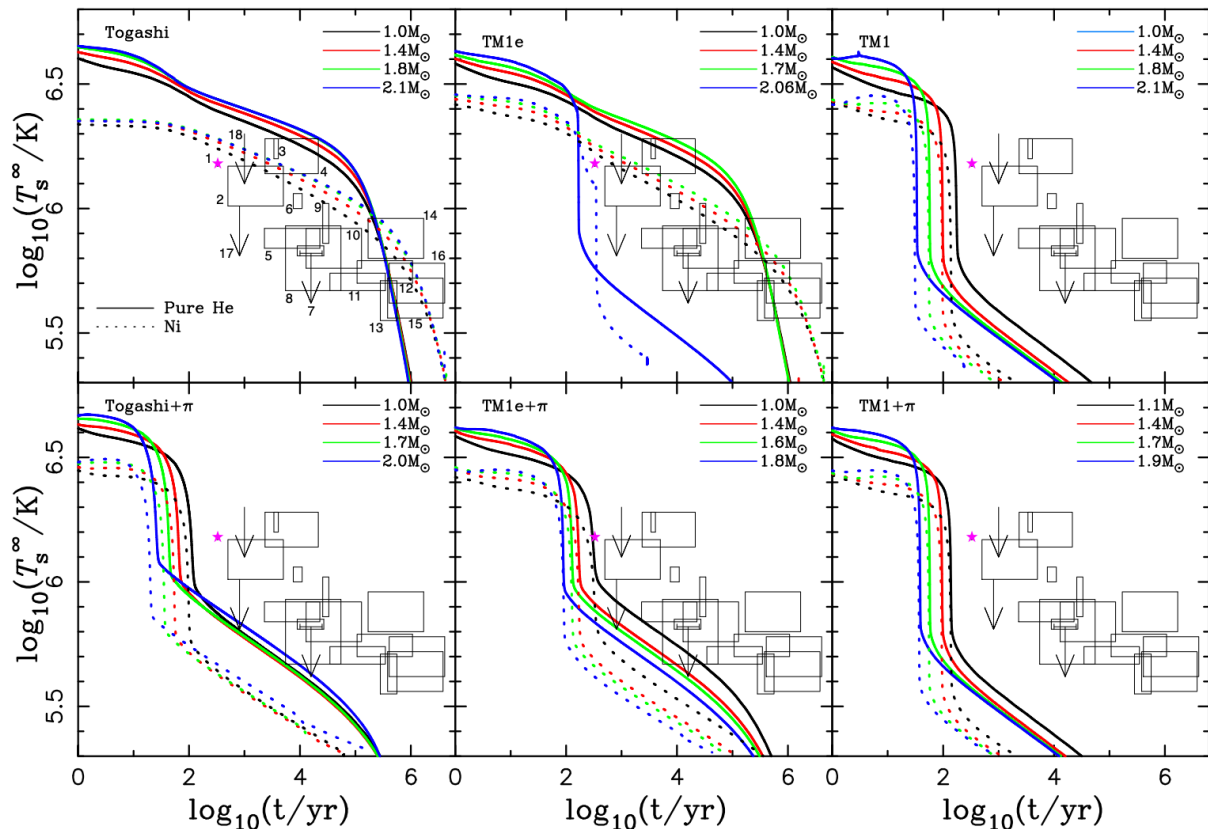 Togashi
1.0M⊙
1.4M⊙
1.8M⊙
2.1M⊙
18
1
3
4
2
6
9
14
10
17
5
16
12
8
11
7
13
15
Pure He
Ni
TM1e
1.0M⊙
1.4M⊙
1.7M⊙
2.06M⊙
TM1
1.0M⊙
1.4M⊙
1.8M⊙
2.1M⊙
6.5
6
5.5
log₁₀(Tₛ^∞/K)
Togashi+π
1.0M⊙
1.4M⊙
1.7M⊙
2.0M⊙
TM1e+π
1.0M⊙
1.4M⊙
1.6M⊙
1.8M⊙
TM1+π
1.1M⊙
1.4M⊙
1.7M⊙
1.9M⊙
6.5
6
5.5
log₁₀(Tₛ^∞/K)
0 2 4 6 0 2 4 6 0 2 4 6
log₁₀(t/yr) log₁₀(t/yr) log₁₀(t/yr)